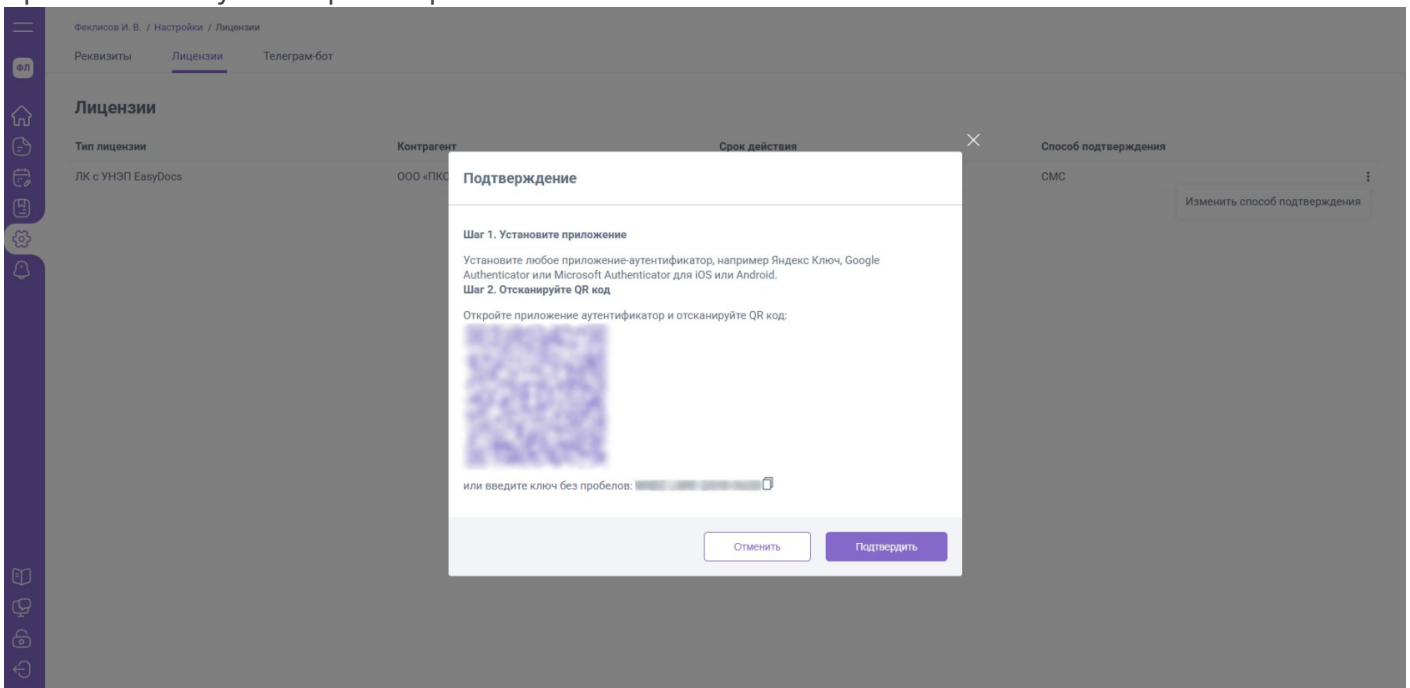 Феклисов И. В. / Настройки / Лицензии
ФЛ
Реквизиты Лицензии Телеграм-бот
Лицензии
Тип лицензии Контрагент Срок действия Способ подтверждения
ЛК с УНЭП EasyDocs ООО «ПКС СМС
Изменить способ подтверждения
Подтверждение
Шаг 1. Установите приложение
Установите любое приложение-аутентификатор, например Яндекс Ключ, Google
Authenticator или Microsoft Authenticator для iOS или Android.
Шаг 2. Отсканируйте QR код
Откройте приложение аутентификатор и отсканируйте QR код:
или введите ключ без пробелов:
Отменить Подтвердить